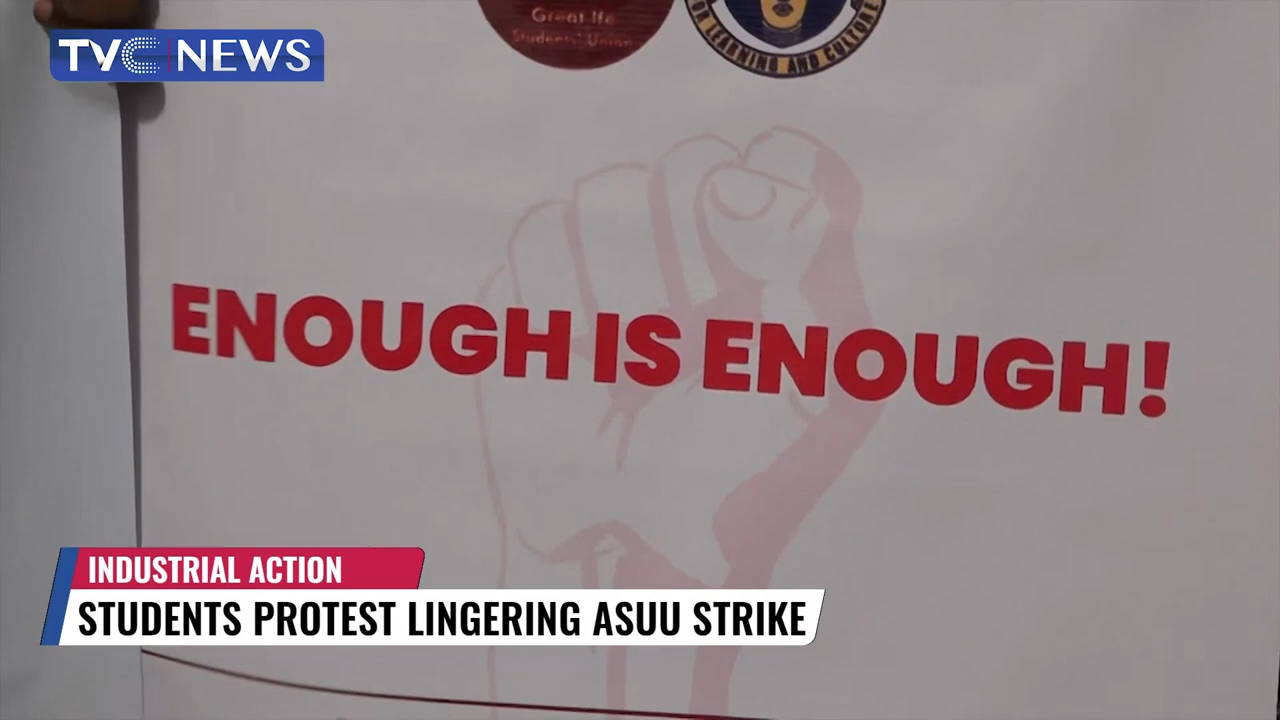 Great Ife
Students' Union
FOR LEARNING AND CULTURE
TVC NEWS
ENOUGH IS ENOUGH!
INDUSTRIAL ACTION
STUDENTS PROTEST LINGERING ASUU STRIKE